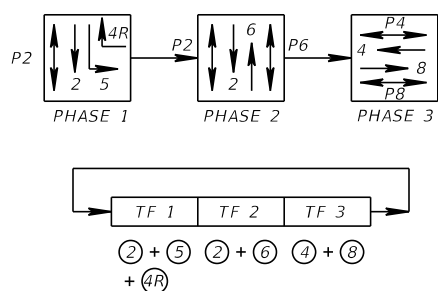 4R
P2
2
5
PHASE 1
P2
6
2
PHASE 2
P6
P4
4
8
P8
PHASE 3
TF 1 TF 2 TF 3
2 + 5 2 + 6 4 + 8
+ 4R